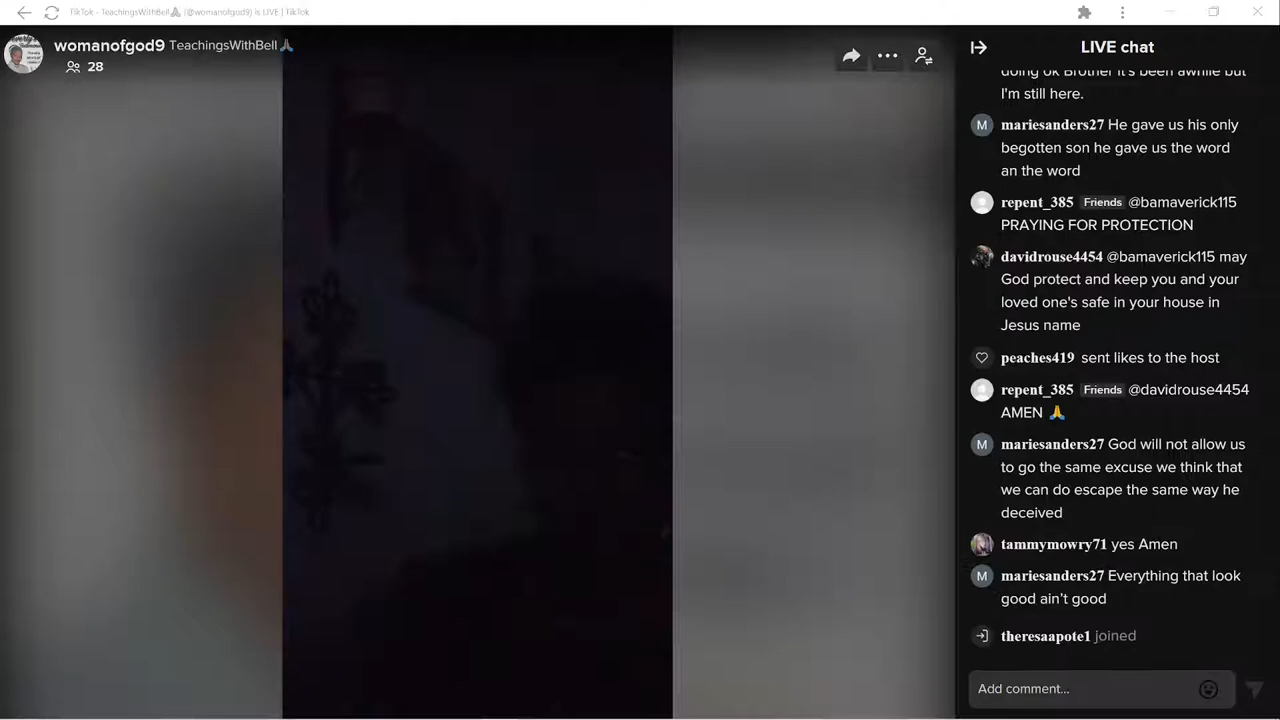 TikTok - TeachingsWithBell🙏 (@womanofgod9) is LIVE | TikTok
womanofgod9 TeachingsWithBell🙏
28
LIVE chat
doing ok Brother it's been awhile but
I'm still here.
mariesanders27 He gave us his only
begotten son he gave us the word
an the word
repent_385 Friends @bamaverick115
PRAYING FOR PROTECTION
davidrouse4454 @bamaverick115 may
God protect and keep you and your
loved one's safe in your house in
Jesus name
peaches419 sent likes to the host
repent_385 Friends @davidrouse4454
AMEN 🙏
mariesanders27 God will not allow us
to go the same excuse we think that
we can do escape the same way he
deceived
tammymowry71 yes Amen
mariesanders27 Everything that look
good ain't good
theresaapote1 joined
Add comment...